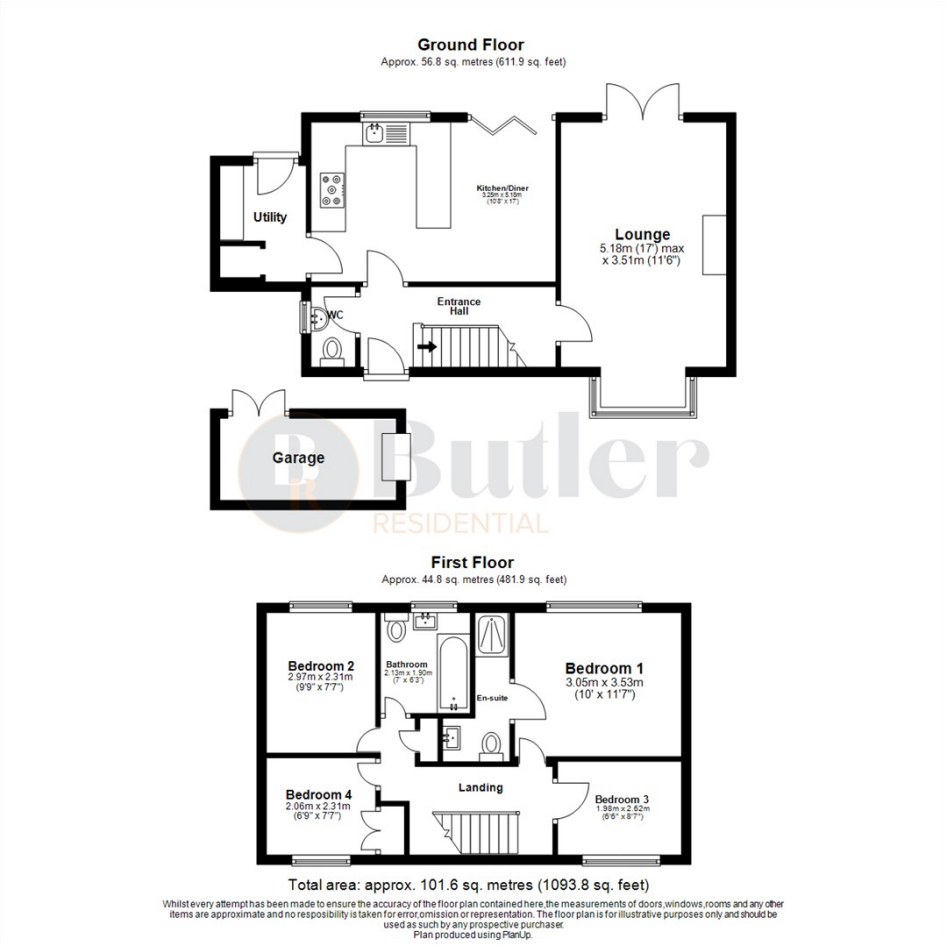 Ground Floor
Approx. 56.8 sq. metres (611.9 sq. feet)
Kitchen/Diner
3.25m x 5.18m
(10'8" x 17')
Utility
Lounge
5.18m (17') max
x 3.51m (11'6")
Entrance
Hall
WC
Garage
BR
Butler
RESIDENTIAL
First Floor
Approx. 44.8 sq. metres (481.9 sq. feet)
Bedroom 2
2.97m x 2.31m
(9'9" x 7'7")
Bathroom
2.13m x 1.90m
(7' x 6'3")
En-suite
Bedroom 1
3.05m x 3.53m
(10' x 11'7")
Bedroom 4
2.06m x 2.31m
(6'9" x 7'7")
Landing
Bedroom 3
1.98m x 2.62m
(6'6" x 8'7")
Total area: approx. 101.6 sq. metres (1093.8 sq. feet)
Whilst every attempt has been made to ensure the accuracy of the floor plan contained here, the measurements of doors,windows,rooms and any other
items are approximate and no resposibility is taken for error,omission or representation. The floor plan is for illustrative purposes only and should be
used as such by any prospective purchaser.
Plan produced using PlanUp.